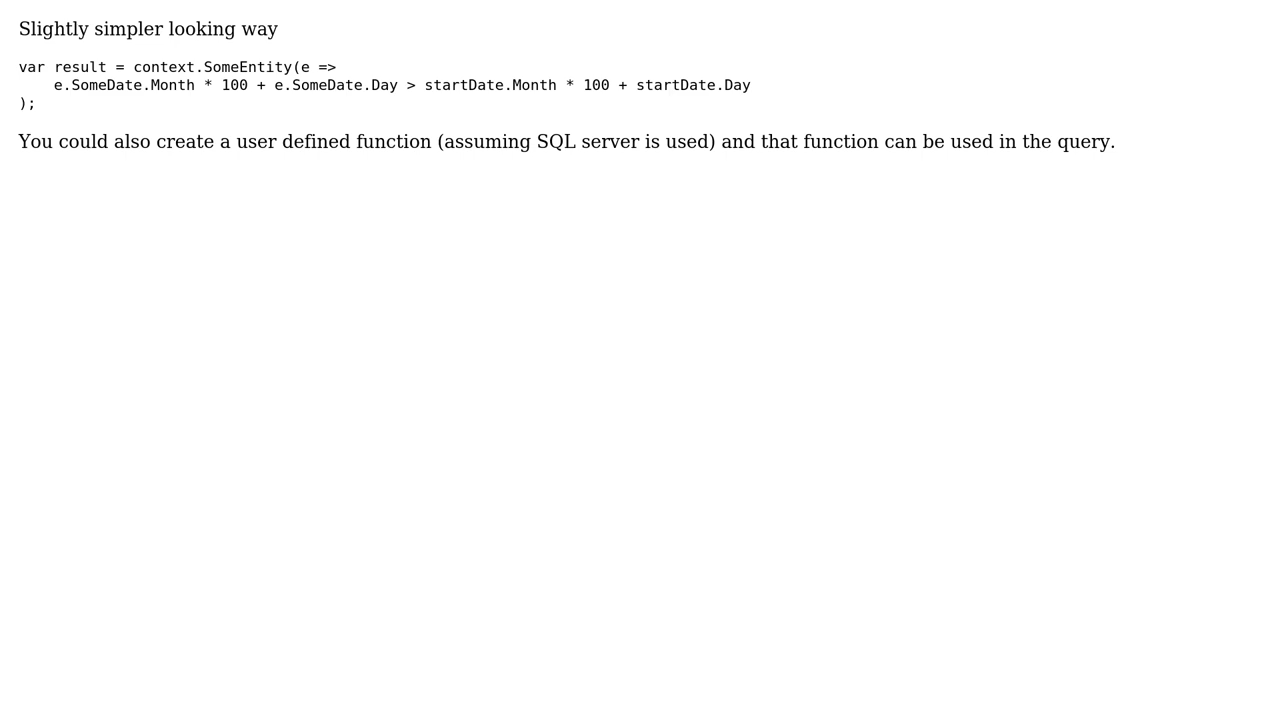 Slightly simpler looking way
var result = context.SomeEntity(e =>
    e.SomeDate.Month * 100 + e.SomeDate.Day > startDate.Month * 100 + startDate.Day
);
You could also create a user defined function (assuming SQL server is used) and that function can be used in the query.